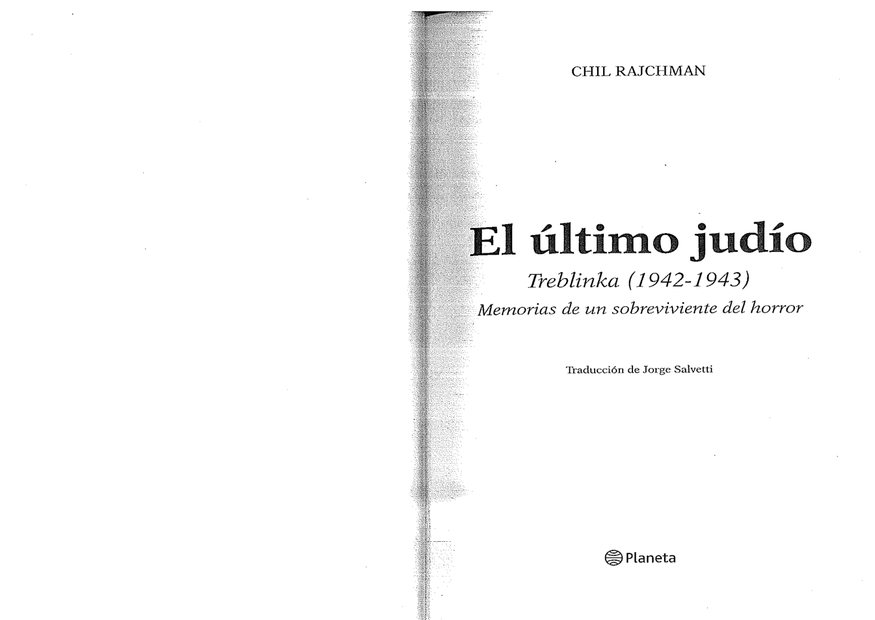 CHIL RAJCHMAN
El último judío
Treblinka (1942-1943)
Memorias de un sobreviviente del horror
Traducción de Jorge Salvetti
Planeta